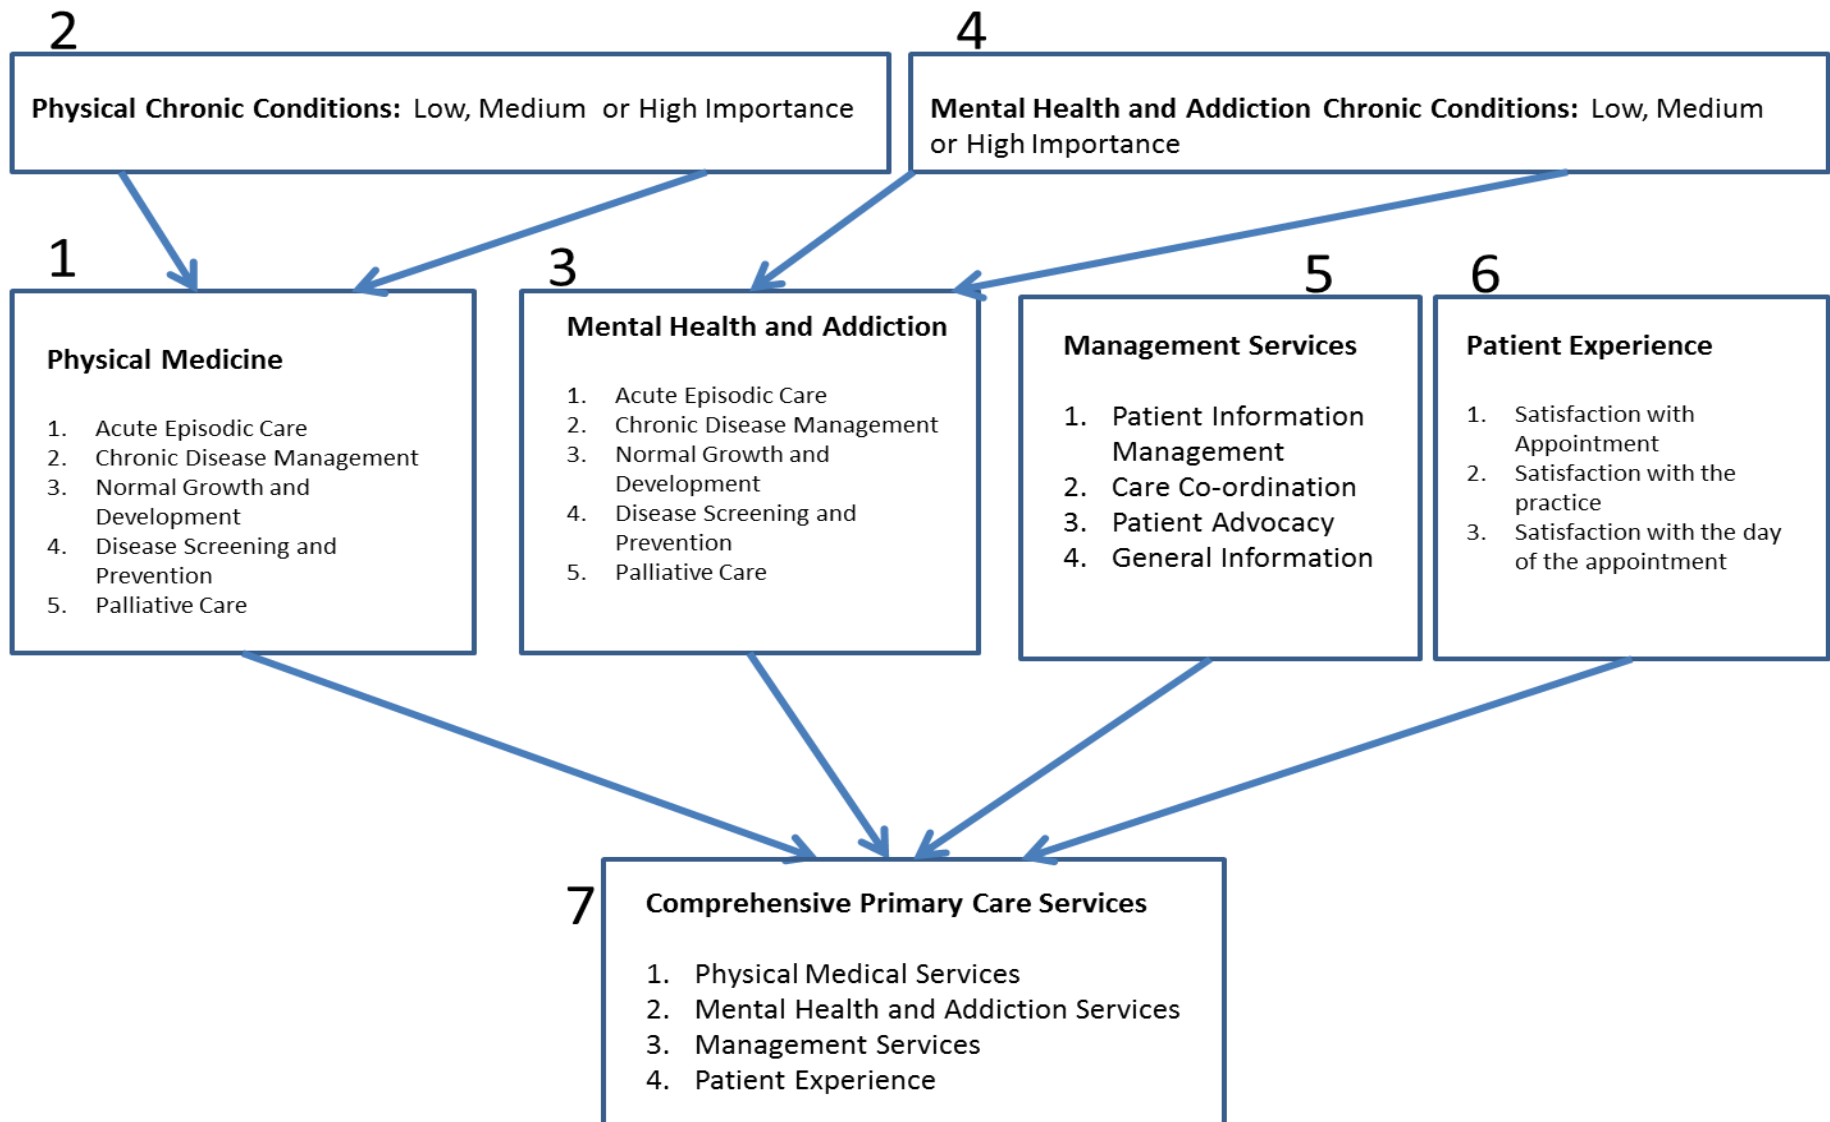 2
Physical Chronic Conditions: Low, Medium or High Importance
4
Mental Health and Addiction Chronic Conditions: Low, Medium
or High Importance
1
Physical Medicine
1. Acute Episodic Care
2. Chronic Disease Management
3. Normal Growth and
Development
4. Disease Screening and
Prevention
5. Palliative Care
3
Mental Health and Addiction
1. Acute Episodic Care
2. Chronic Disease Management
3. Normal Growth and
Development
4. Disease Screening and
Prevention
5. Palliative Care
5
Management Services
1. Patient Information
Management
2. Care Co-ordination
3. Patient Advocacy
4. General Information
6
Patient Experience
1. Satisfaction with
Appointment
2. Satisfaction with the
practice
3. Satisfaction with the day
of the appointment
7
Comprehensive Primary Care Services
1. Physical Medical Services
2. Mental Health and Addiction Services
3. Management Services
4. Patient Experience